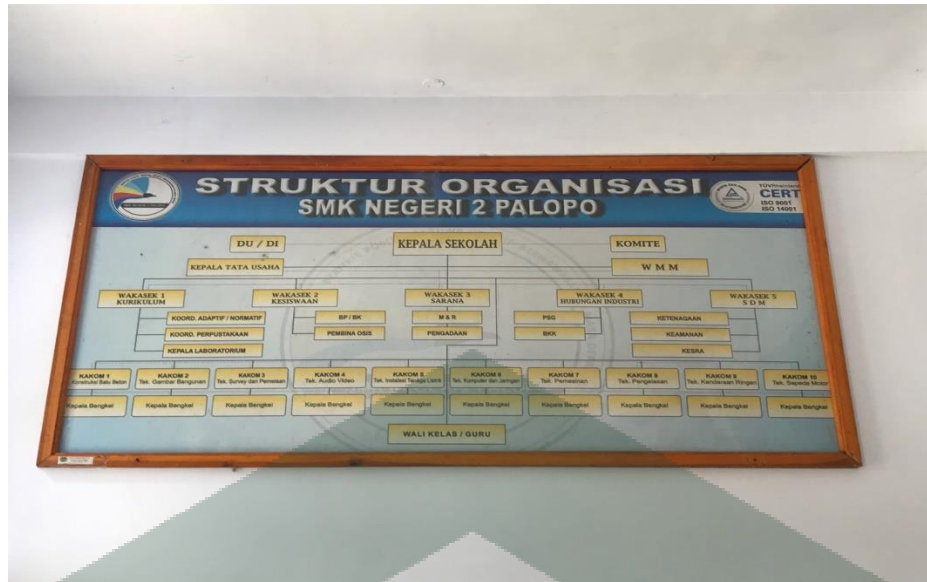 STRUKTUR ORGANISASI
SMK NEGERI 2 PALOPO
TÜVRheinland
CERT
ISO 9001
ISO 14001
DU / DI
KEPALA SEKOLAH
KOMITE
KEPALA TATA USAHA
W M M
WAKASEK 1
KURIKULUM
WAKASEK 2
KESISWAAN
WAKASEK 3
SARANA
WAKASEK 4
HUBUNGAN INDUSTRI
WAKASEK 5
S D M
KOORD. ADAPTIF / NORMATIF
BP / BK
M & R
PSG
KETENAGAAN
KOORD. PERPUSTAKAAN
PEMBINA OSIS
PENGADAAN
BKK
KEAMANAN
KEPALA LABORATORIUM
KESRA
KAKOM 1
Konstruksi Batu Beton
KAKOM 2
Tek. Gambar Bangunan
KAKOM 3
Tek. Survey dan Pemetaan
KAKOM 4
Tek. Audio Video
KAKOM 5
Tek. Instalasi Tenaga Listrik
KAKOM 6
Tek. Komputer dan Jaringan
KAKOM 7
Tek. Pemesinan
KAKOM 8
Tek. Pengelasan
KAKOM 9
Tek. Kendaraan Ringan
KAKOM 10
Tek. Sepeda Motor
Kepala Bengkel
Kepala Bengkel
Kepala Bengkel
Kepala Bengkel
Kepala Bengkel
Kepala Bengkel
Kepala Bengkel
Kepala Bengkel
Kepala Bengkel
Kepala Bengkel
WALI KELAS / GURU